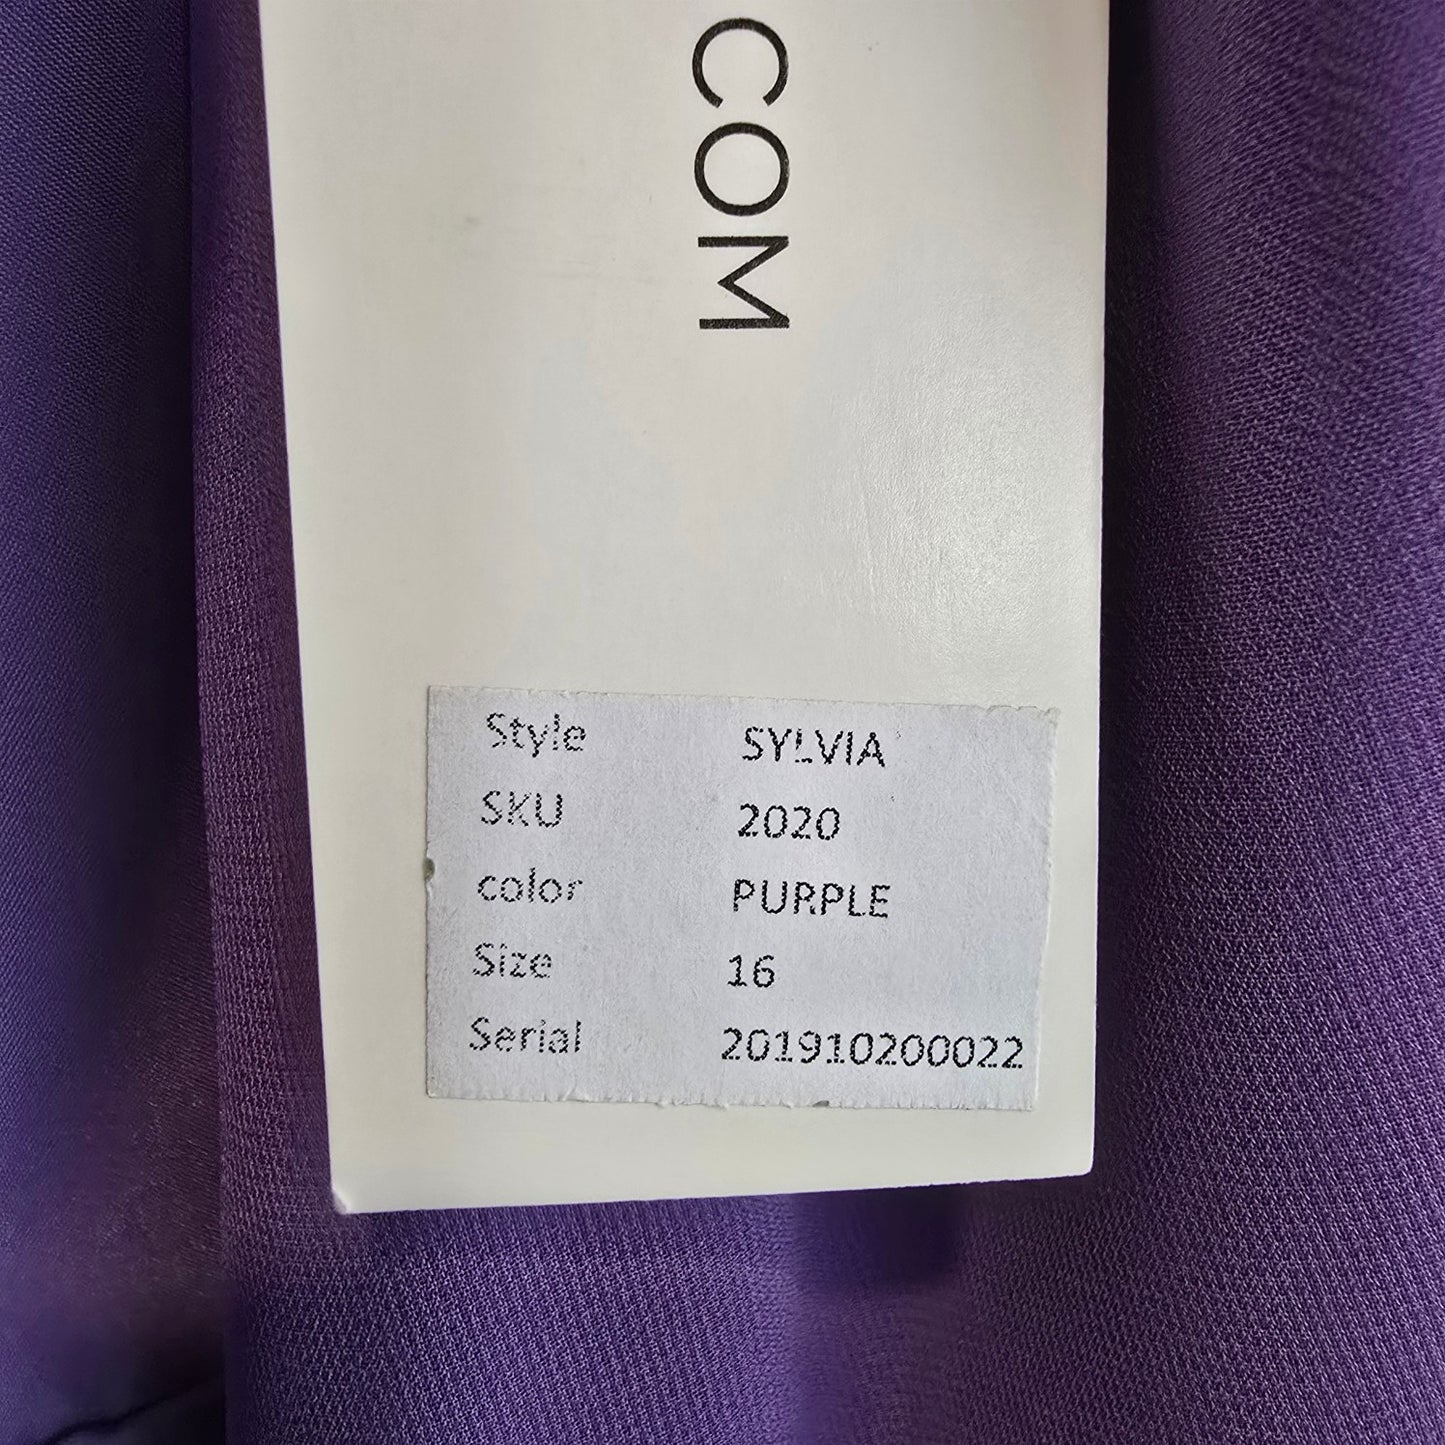 COM
Style SYLVIA
SKU 2020
color PURPLE
Size 16
Serial 201910200022